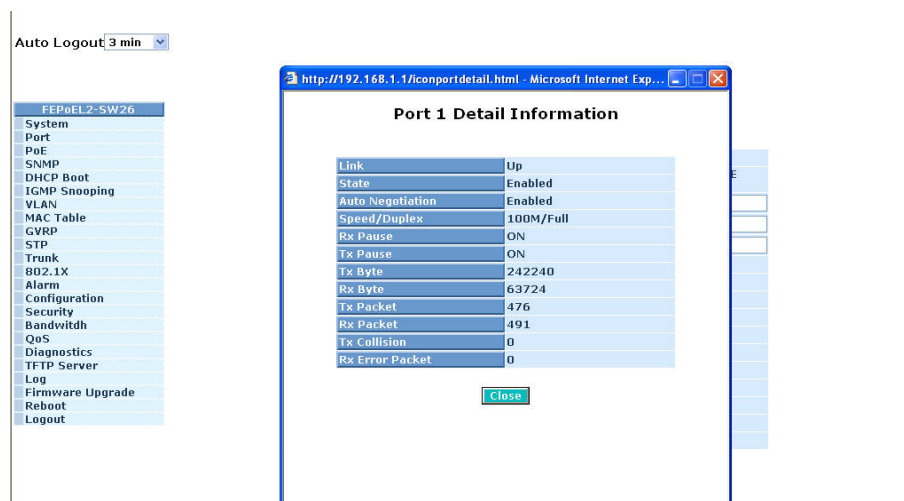 Auto Logout 3 min
FEPoEL2-SW26
System
Port
PoE
SNMP
DHCP Boot
IGMP Snooping
VLAN
MAC Table
GVRP
STP
Trunk
802.1X
Alarm
Configuration
Security
Bandwitdh
QoS
Diagnostics
TFTP Server
Log
Firmware Upgrade
Reboot
Logout
http://192.168.1.1/iconportdetail.html - Microsoft Internet Exp...
Port 1 Detail Information
Link Up
State Enabled
Auto Negotiation Enabled
Speed/Duplex 100M/Full
Rx Pause ON
Tx Pause ON
Tx Byte 242240
Rx Byte 63724
Tx Packet 476
Rx Packet 491
Tx Collision 0
Rx Error Packet 0
Close
E